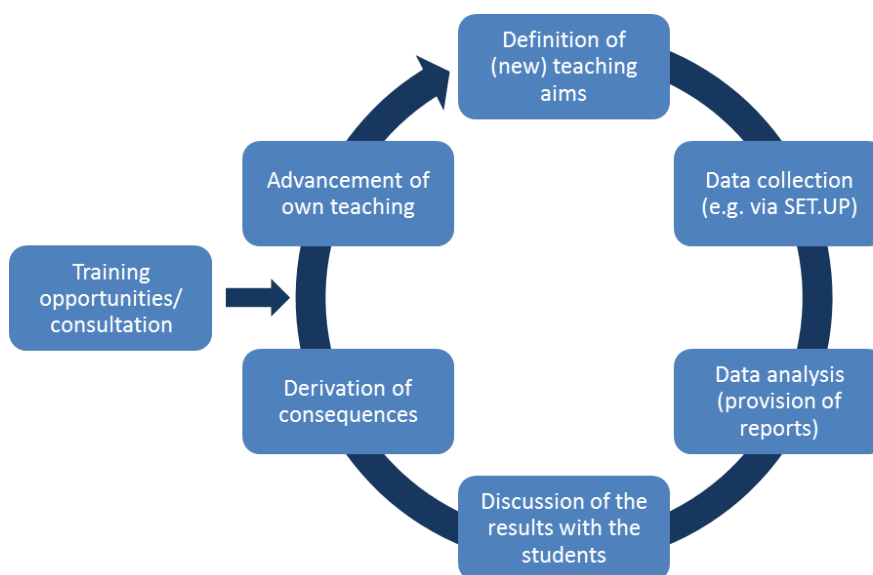 Definition of
(new) teaching
aims
Data collection
(e.g. via SET.UP)
Data analysis
(provision of
reports)
Discussion of the
results with the
students
Derivation of
consequences
Training
opportunities/
consultation
Advancement of
own teaching